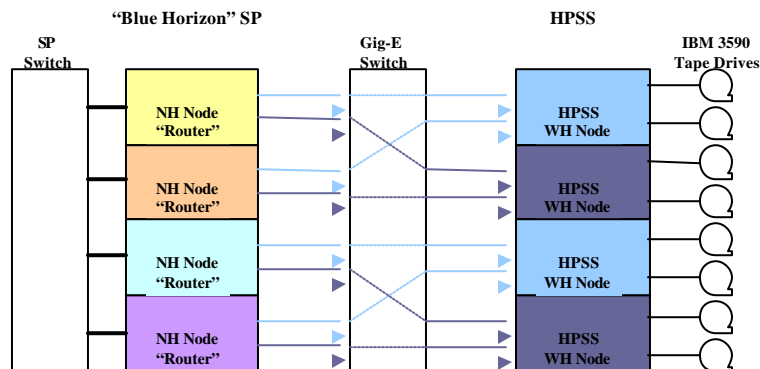 “Blue Horizon” SP
HPSS
SP
Switch
Gig-E
Switch
IBM 3590
Tape Drives
NH Node
“Router”
HPSS
WH Node
NH Node
“Router”
HPSS
WH Node
NH Node
“Router”
HPSS
WH Node
NH Node
“Router”
HPSS
WH Node